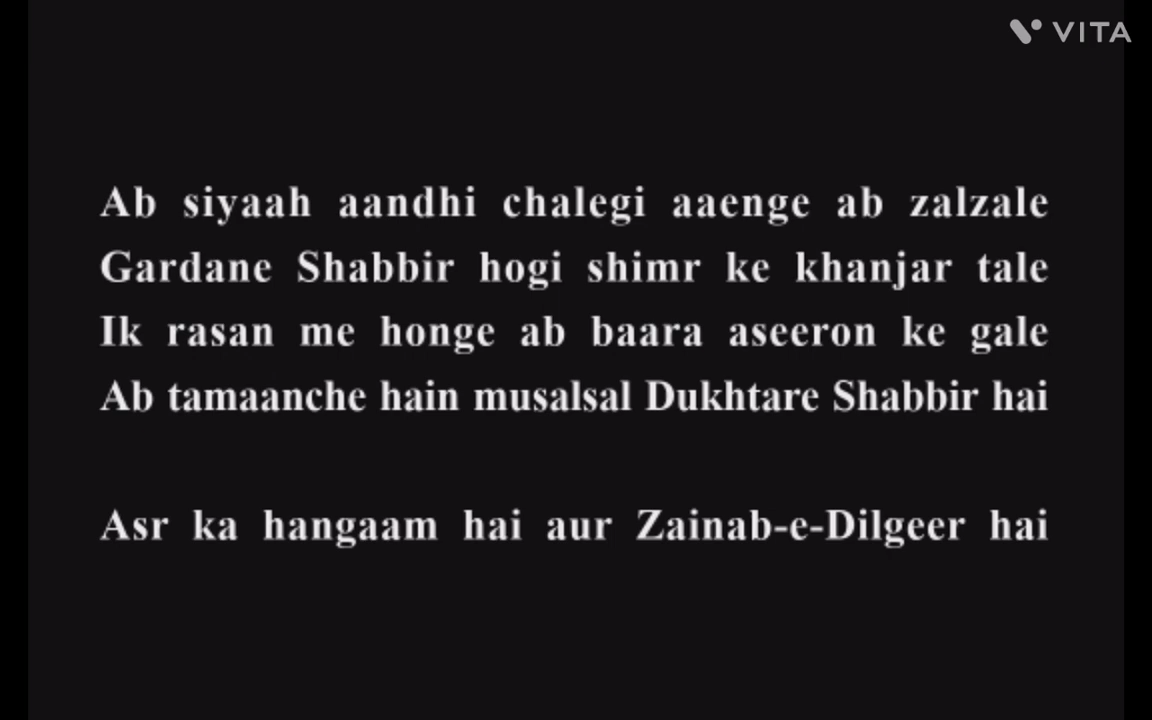 VITA
Ab siyaah aandhi chalegi aaenge ab zalzale
Gardane Shabbir hogi shimr ke khanjar tale
Ik rasan me honge ab baara aseeron ke gale
Ab tamaanche hain musalsal Dukhtare Shabbir hai
Asr ka hangaam hai aur Zainab-e-Dilgeer hai